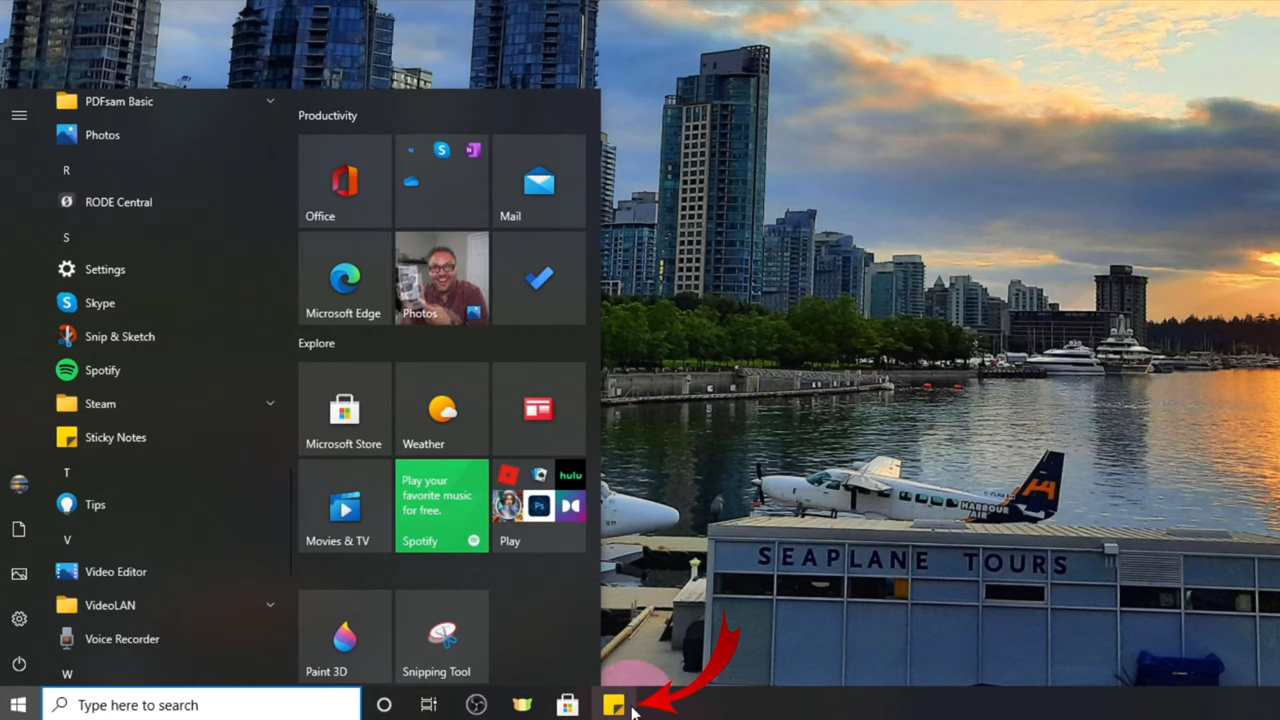 PDFsam Basic
Photos
R
RODE Central
S
Settings
Skype
Snip & Sketch
Spotify
Steam
Sticky Notes
T
Tips
V
Video Editor
VideoLAN
Voice Recorder
W
Productivity
Office
Mail
Microsoft Edge
Photos
Explore
Microsoft Store
Weather
Movies & TV
Play your
favorite music
for free.
Spotify
hulu
Ps
Play
Paint 3D
Snipping Tool
Type here to search
HARBOUR
AIR
SEAPLANE TOURS